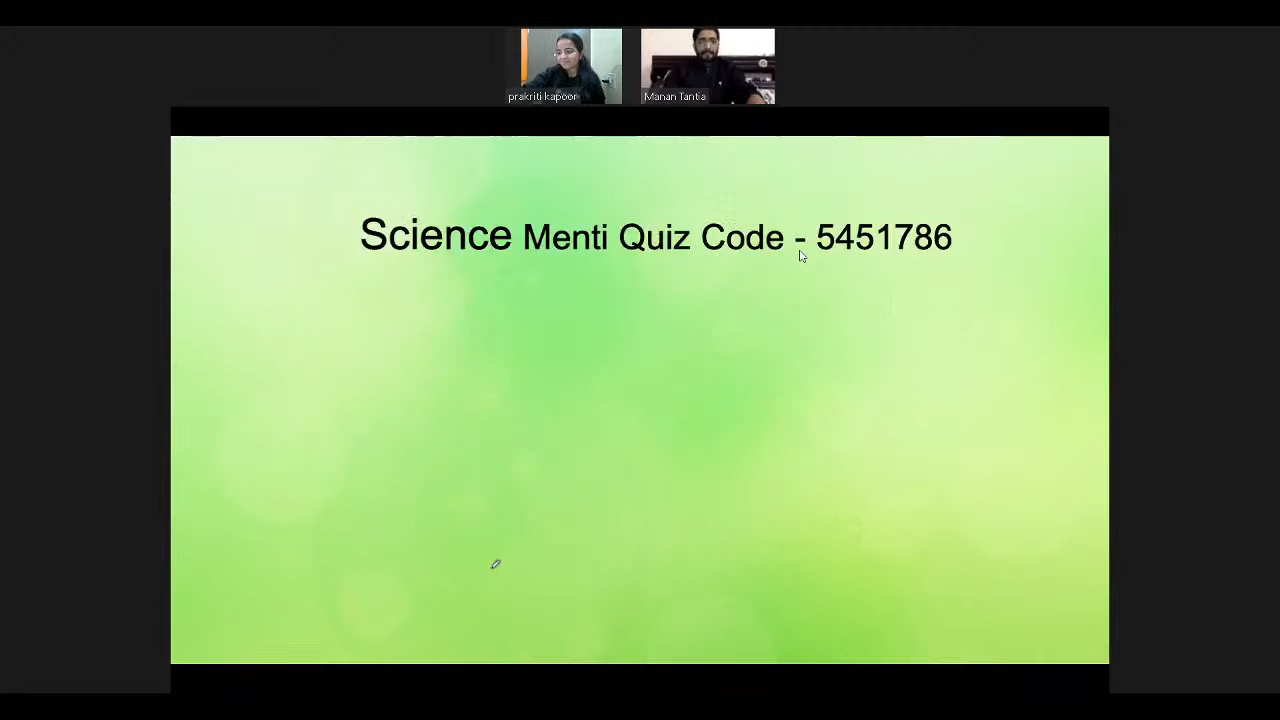 prakriti kapoor
Manan Tantia
Science Menti Quiz Code - 5451786